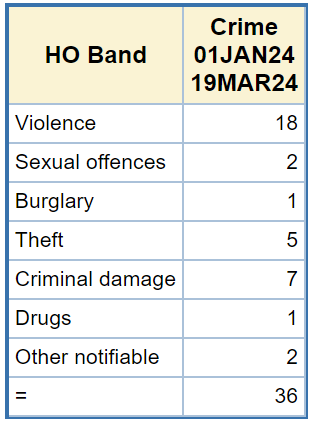 HO Band Crime
01JAN24
19MAR24
Violence 18
Sexual offences 2
Burglary 1
Theft 5
Criminal damage 7
Drugs 1
Other notifiable 2
= 36